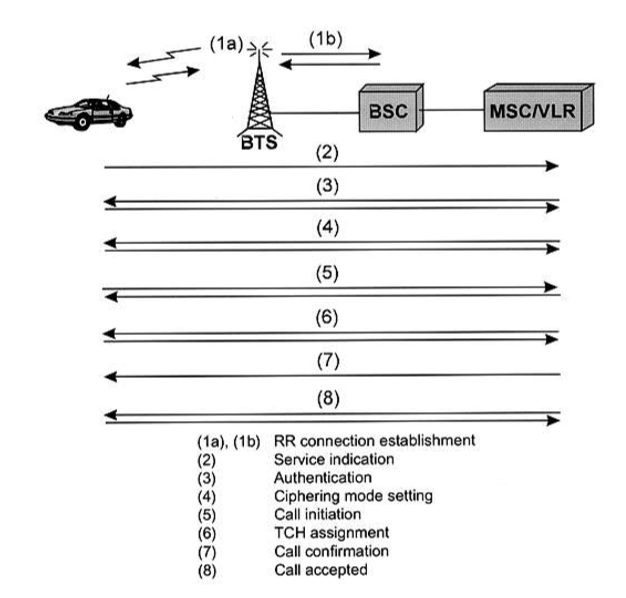 (1a) (1b)
BSC MSC/VLR
BTS
(2)
(3)
(4)
(5)
(6)
(7)
(8)
(1a), (1b) RR connection establishment
(2) Service indication
(3) Authentication
(4) Ciphering mode setting
(5) Call initiation
(6) TCH assignment
(7) Call confirmation
(8) Call accepted